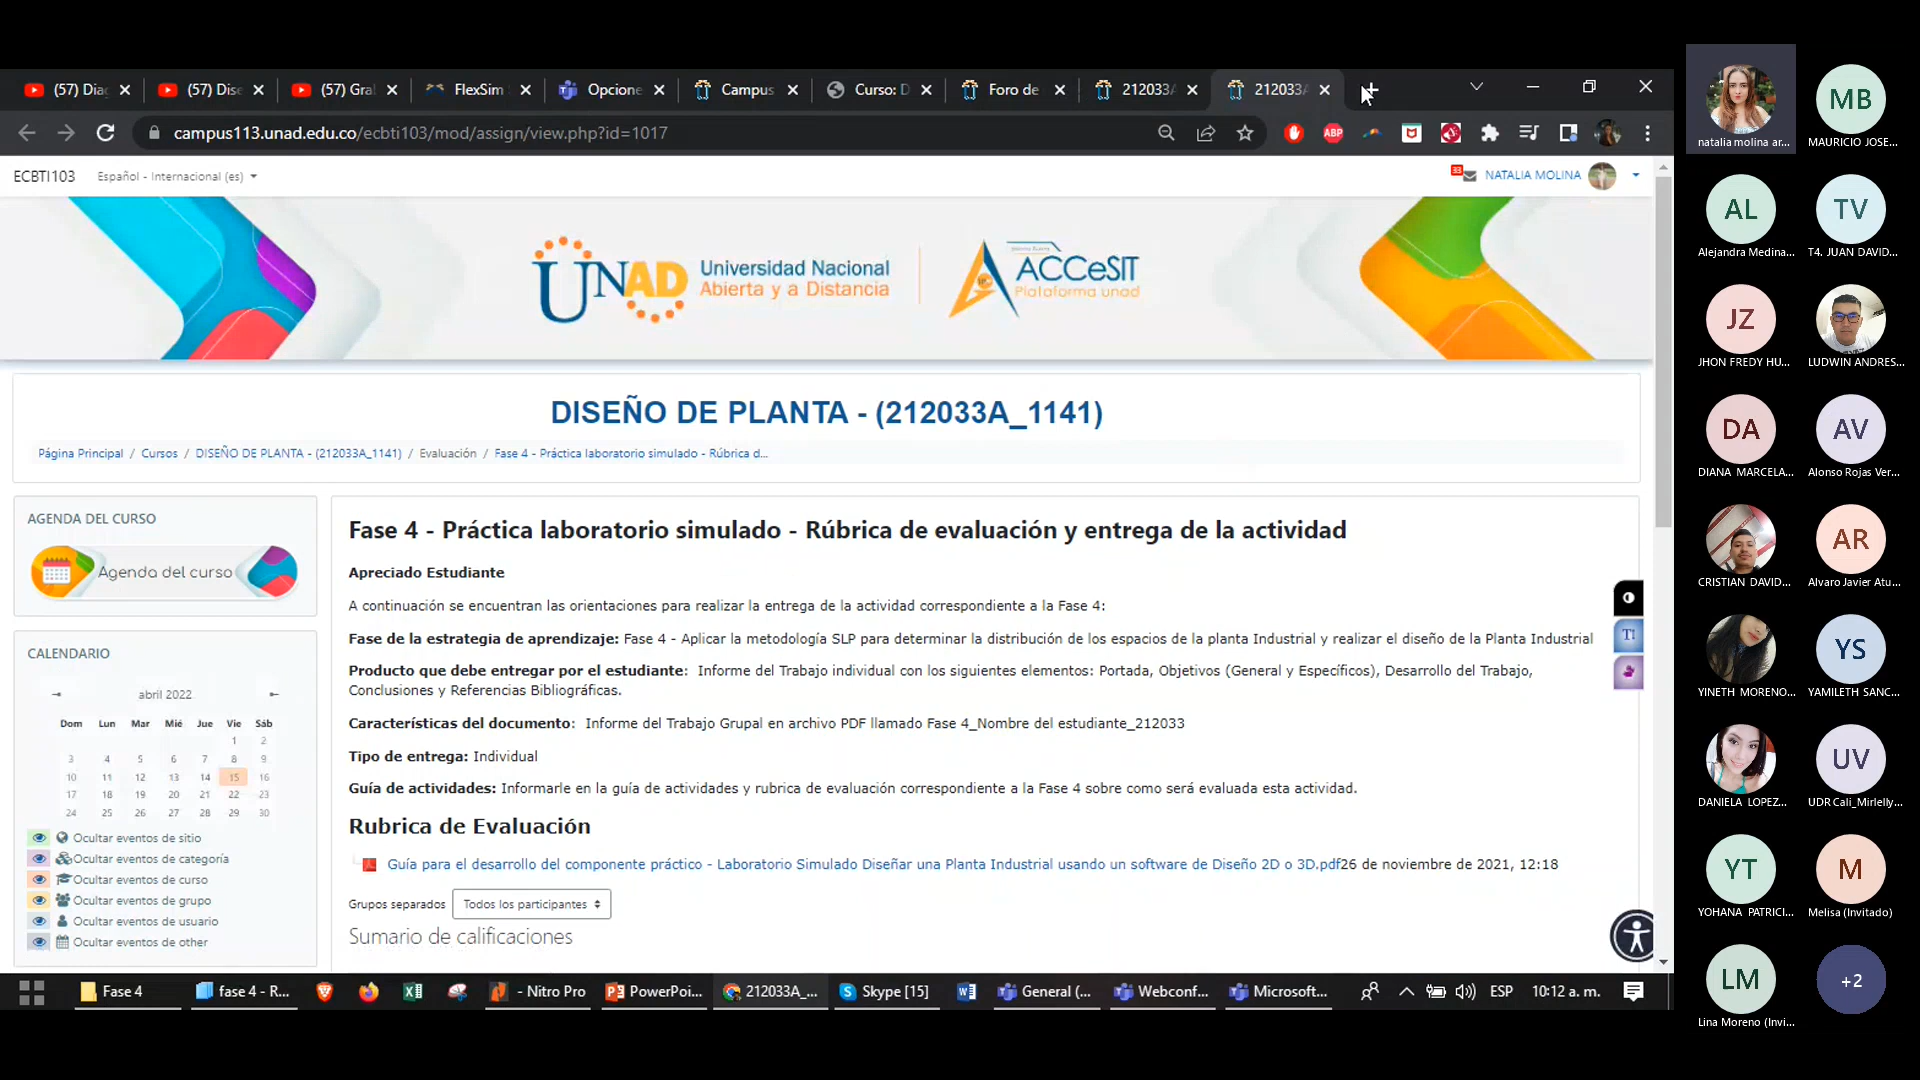 (57) Dia
(57) Dise
(57) Gral
FlexSim
Opcione
Campus
Curso: D
Foro de
212033
212033
campus113.unad.edu.co/ecbti103/mod/assign/view.php?id=1017
ABP
ECBTI103
Español - Internacional (es)
33
NATALIA MOLINA
UNAD
Universidad Nacional
Abierta y a Distancia
ACCeSIT
Plataforma unad
DISEÑO DE PLANTA - (212033A_1141)
Página Principal / Cursos / DISEÑO DE PLANTA - (212033A_1141) / Evaluación / Fase 4 - Práctica laboratorio simulado - Rúbrica d...
AGENDA DEL CURSO
Agenda del curso
CALENDARIO
abril 2022
Dom Lun Mar Mié Jue Vie Sáb
1 2
3 4 5 6 7 8 9
10 11 12 13 14 15 16
17 18 19 20 21 22 23
24 25 26 27 28 29 30
Ocultar eventos de sitio
Ocultar eventos de categoría
Ocultar eventos de curso
Ocultar eventos de grupo
Ocultar eventos de usuario
Ocultar eventos de other
Fase 4 - Práctica laboratorio simulado - Rúbrica de evaluación y entrega de la actividad
Apreciado Estudiante
A continuación se encuentran las orientaciones para realizar la entrega de la actividad correspondiente a la Fase 4:
Fase de la estrategia de aprendizaje: Fase 4 - Aplicar la metodología SLP para determinar la distribución de los espacios de la planta Industrial y realizar el diseño de la Planta Industrial
Producto que debe entregar por el estudiante: Informe del Trabajo individual con los siguientes elementos: Portada, Objetivos (General y Específicos), Desarrollo del Trabajo,
Conclusiones y Referencias Bibliográficas.
Características del documento: Informe del Trabajo Grupal en archivo PDF llamado Fase 4_Nombre del estudiante_212033
Tipo de entrega: Individual
Guía de actividades: Informarle en la guía de actividades y rubrica de evaluación correspondiente a la Fase 4 sobre como será evaluada esta actividad.
Rubrica de Evaluación
Guía para el desarrollo del componente práctico - Laboratorio Simulado Diseñar una Planta Industrial usando un software de Diseño 2D o 3D.pdf26 de noviembre de 2021, 12:18
Grupos separados
Todos los participantes
Sumario de calificaciones
Fase 4
fase 4 - R...
- Nitro Pro
PowerPoi...
212033A_...
Skype [15]
General (...
Webconf...
Microsoft...
ESP
10:12 a. m.
natalia molina ar...
MB
MAURICIO JOSE...
AL
Alejandra Medina...
TV
T4. JUAN DAVID...
JZ
JHON FREDY HU...
LUDWIN ANDRES...
DA
DIANA MARCELA...
AV
Alonso Rojas Ver...
CRISTIAN DAVID...
AR
Alvaro Javier Atu...
YINETH MORENO...
YS
YAMILETH SANC...
DANIELA LOPEZ...
UV
UDR Cali_Mirlelly...
YT
YOHANA PATRICI...
M
Melisa (Invitado)
LM
Lina Moreno (Invi...
+2